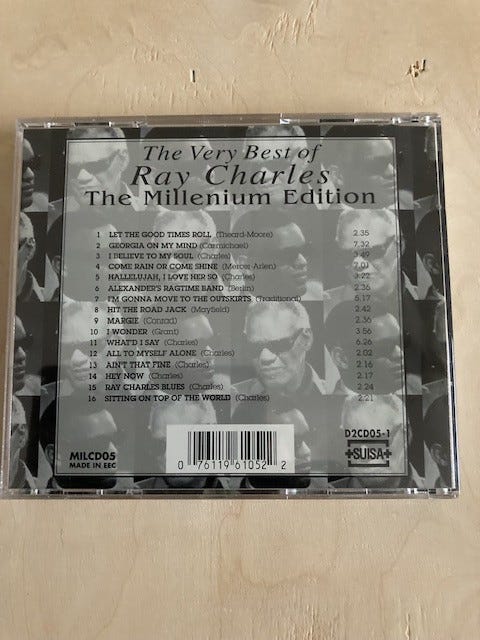 The Very Best of
Ray Charles
The Millenium Edition
1 LET THE GOOD TIMES ROLL (Theard-Moore) 2.35
2 GEORGIA ON MY MIND (Carmichael) 7.32
3 I BELIEVE TO MY SOUL (Charles) 3.49
4 COME RAIN OR COME SHINE (Mercer-Arlen) 7.01
5 HALLELUJAH, I LOVE HER SO (Charles) 3.22
6 ALEXANDER'S RAGTIME BAND (Berlin) 2.36
7 I'M GONNA MOVE TO THE OUTSKIRTS (Traditional) 5.17
8 HIT THE ROAD JACK (Mayfield) 2.42
9 MARGIE (Conrad) 2.36
10 I WONDER (Grant) 3.56
11 WHAT'D I SAY (Charles) 6.26
12 ALL TO MYSELF ALONE (Charles) 2.02
13 AIN'T THAT FINE (Charles) 2.16
14 HEY NOW (Charles) 2.17
15 RAY CHARLES BLUES (Charles) 2.24
16 SITTING ON TOP OF THE WORLD (Charles) 2.21
MILCD05
MADE IN EEC
0 76119 61052 2
D2CD05-1
SUISA